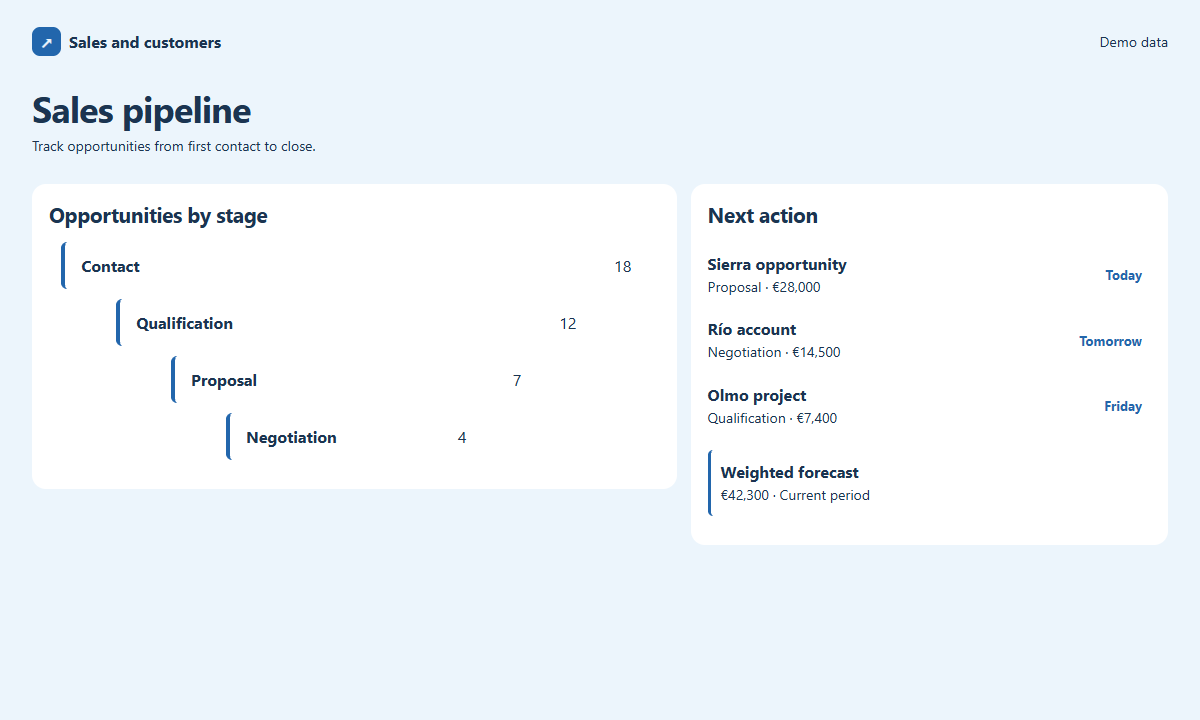 Sales and customers
Demo data
Sales pipeline
Track opportunities from first contact to close.
Opportunities by stage
Contact 18
Qualification 12
Proposal 7
Negotiation 4
Next action
Sierra opportunity
Proposal · €28,000
Today
Río account
Negotiation · €14,500
Tomorrow
Olmo project
Qualification · €7,400
Friday
Weighted forecast
€42,300 · Current period